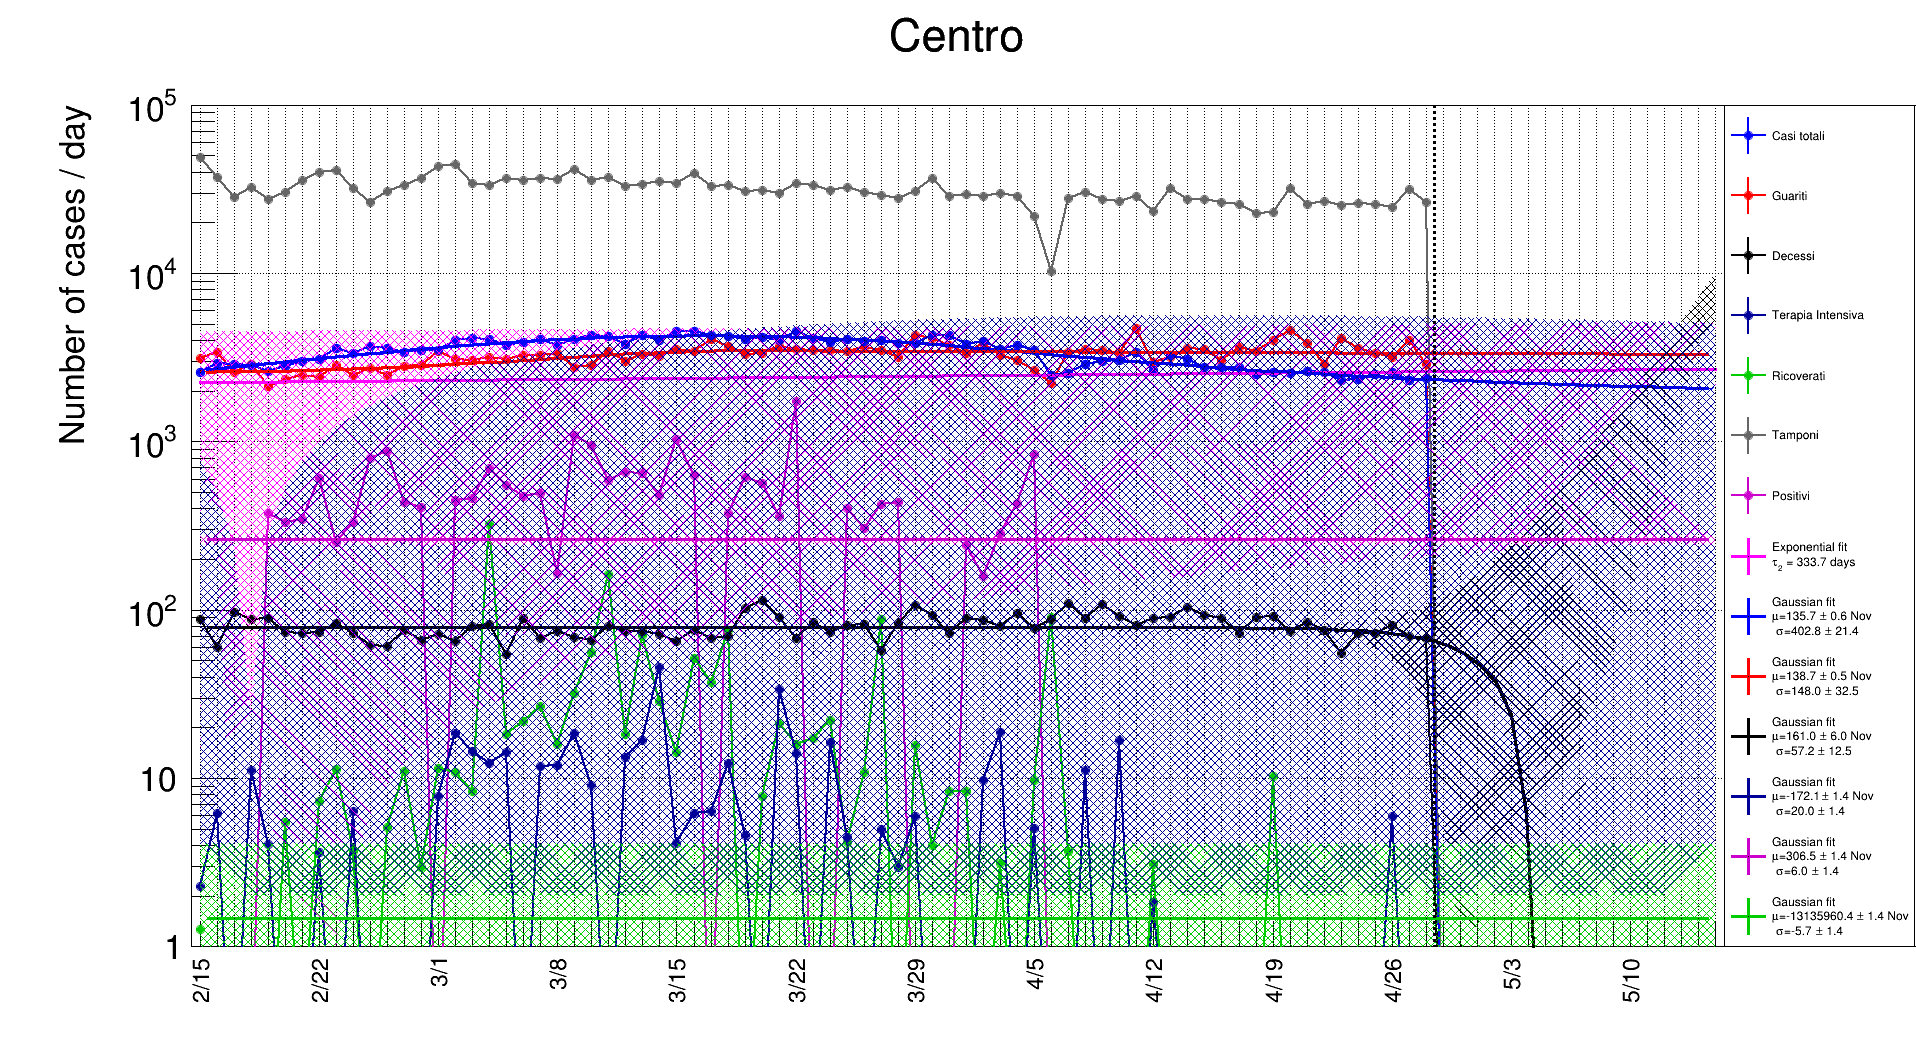 Centro
Number of cases / day
10^5
10^4
10^3
10^2
10
1
2/15
2/22
3/1
3/8
3/15
3/22
3/29
4/5
4/12
4/19
4/26
5/3
5/10
Casi totali
Guariti
Decessi
Terapia Intensiva
Ricoverati
Tamponi
Positivi
Exponential fit
τ₂ = 333.7 days
Gaussian fit
μ=135.7 ± 0.6 Nov
σ=402.8 ± 21.4
Gaussian fit
μ=138.7 ± 0.5 Nov
σ=148.0 ± 32.5
Gaussian fit
μ=161.0 ± 6.0 Nov
σ=57.2 ± 12.5
Gaussian fit
μ=-172.1 ± 1.4 Nov
σ=20.0 ± 1.4
Gaussian fit
μ=306.5 ± 1.4 Nov
σ=6.0 ± 1.4
Gaussian fit
μ=-13135960.4 ± 1.4 Nov
σ=-5.7 ± 1.4